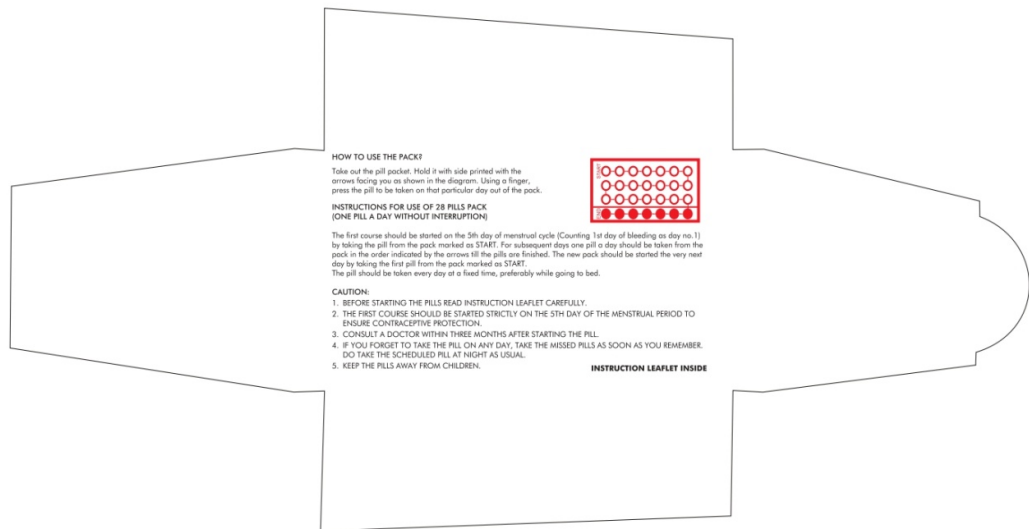 HOW TO USE THE PACK?
Take out the pill packet. Hold it with side printed with the
arrows facing you as shown in the diagram. Using a finger,
press the pill to be taken on that particular day out of the pack.
INSTRUCTIONS FOR USE OF 28 PILLS PACK
(ONE PILL A DAY WITHOUT INTERRUPTION)
START
END
The first course should be started on the 5th day of menstrual cycle (Counting 1st day of bleeding as day no.1)
by taking the pill from the pack marked as START. For subsequent days one pill a day should be taken from the
pack in the order indicated by the arrows till the pills are finished. The new pack should be started the very next
day by taking the first pill from the pack marked as START.
The pill should be taken every day at a fixed time, preferably while going to bed.
CAUTION:
1. BEFORE STARTING THE PILLS READ INSTRUCTION LEAFLET CAREFULLY.
2. THE FIRST COURSE SHOULD BE STARTED STRICTLY ON THE 5TH DAY OF THE MENSTRUAL PERIOD TO
ENSURE CONTRACEPTIVE PROTECTION.
3. CONSULT A DOCTOR WITHIN THREE MONTHS AFTER STARTING THE PILL.
4. IF YOU FORGET TO TAKE THE PILL ON ANY DAY, TAKE THE MISSED PILLS AS SOON AS YOU REMEMBER.
DO TAKE THE SCHEDULED PILL AT NIGHT AS USUAL.
5. KEEP THE PILLS AWAY FROM CHILDREN.
INSTRUCTION LEAFLET INSIDE